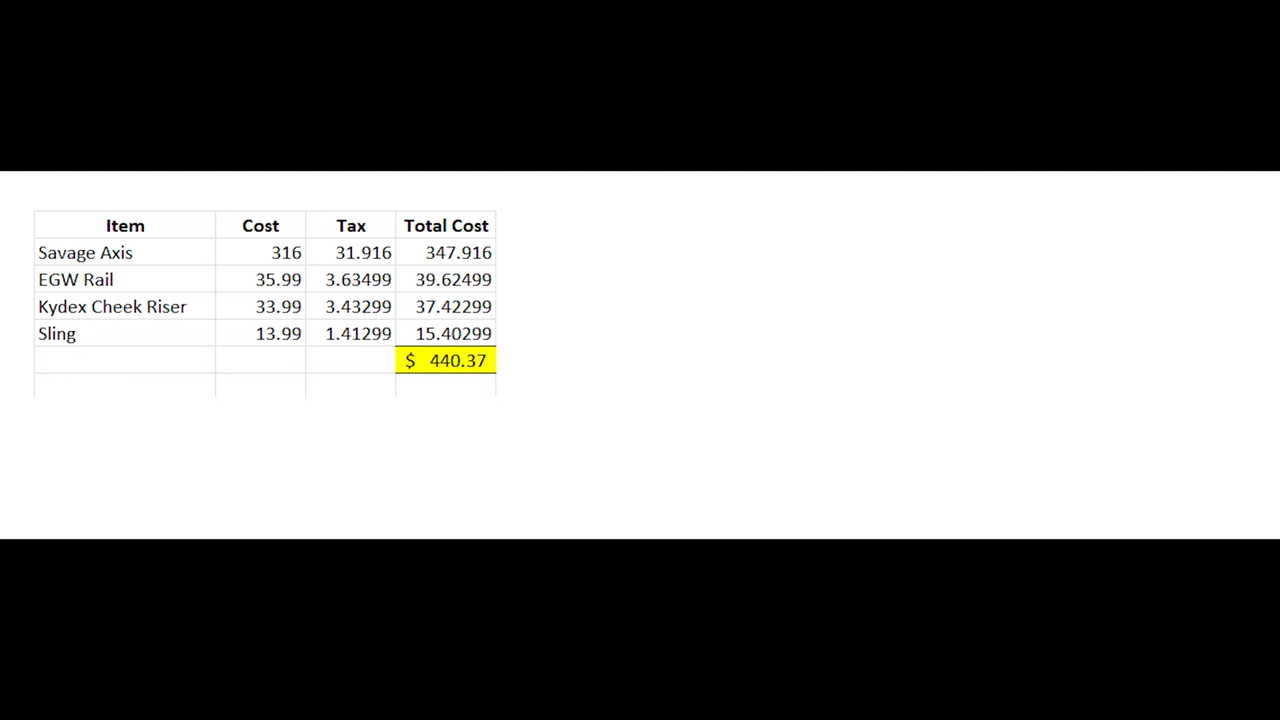 Item Cost Tax Total Cost
Savage Axis 316 31.916 347.916
EGW Rail 35.99 3.63499 39.62499
Kydex Cheek Riser 33.99 3.43299 37.42299
Sling 13.99 1.41299 15.40299
$ 440.37